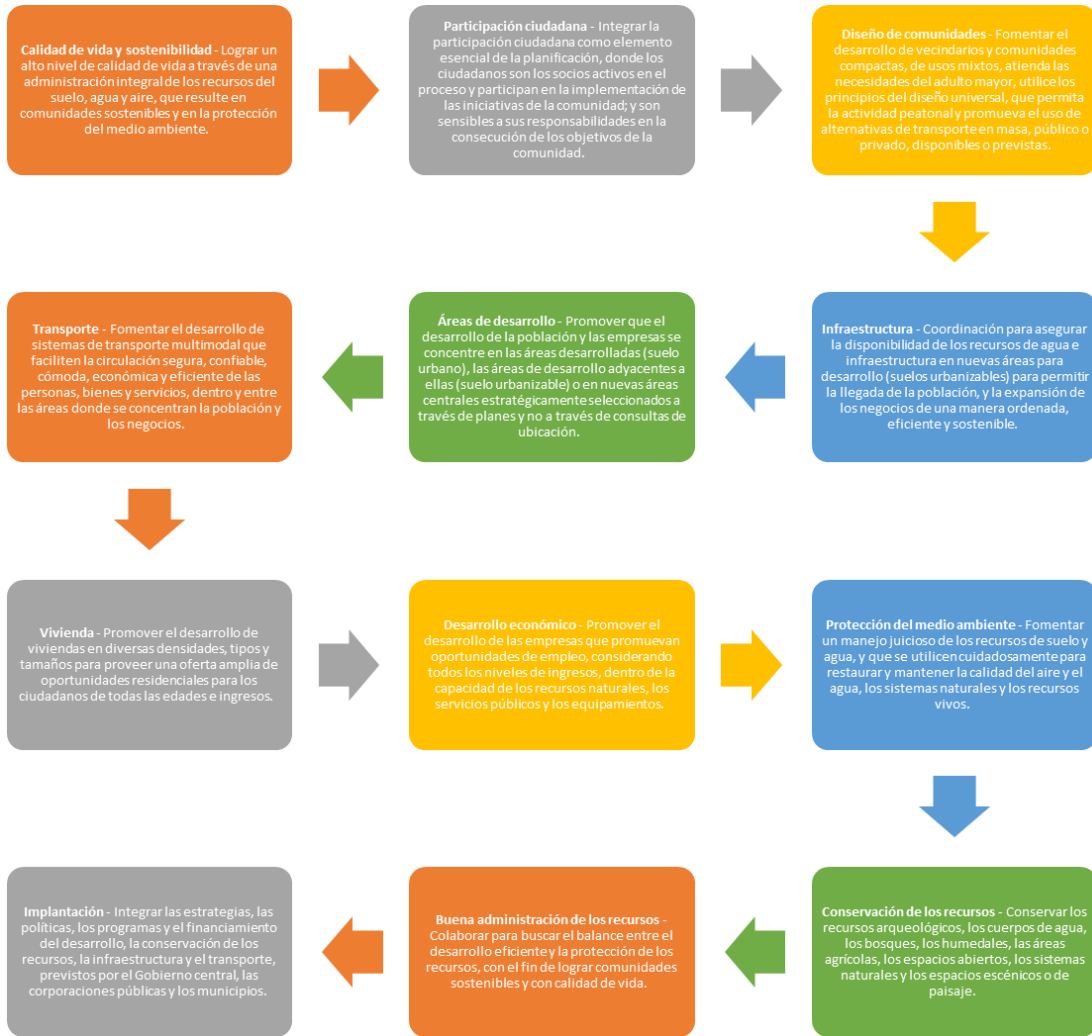 Calidad de vida y sostenibilidad - Lograr un
alto nivel de calidad de vida a través de una
administración integral de los recursos del
suelo, agua y aire, que resulte en
comunidades sostenibles y en la protección
del medio ambiente.
Participación ciudadana - Integrar la
participación ciudadana como elemento
esencial de la planificación, donde los
ciudadanos son los socios activos en el
proceso y participan en la implementación de
las iniciativas de la comunidad; y son
sensibles a sus responsabilidades en la
consecución de los objetivos de la
comunidad.
Diseño de comunidades - Fomentar el
desarrollo de vecindarios y comunidades
compactas, de usos mixtos, atienda las
necesidades del adulto mayor, utilice los
principios del diseño universal, que permita
la actividad peatonal y promueva el uso de
alternativas de transporte en masa, público o
privado, disponibles o previstas.
Infraestructura - Coordinación para asegurar
la disponibilidad de los recursos de agua e
infraestructura en nuevas áreas para
desarrollo (suelos urbanizables) para permitir
la llegada de la población, y la expansión de
los negocios de una manera ordenada,
eficiente y sostenible.
Áreas de desarrollo - Promover que el
desarrollo de la población y las empresas se
concentre en las áreas desarrolladas (suelo
urbano), las áreas de desarrollo adyacentes a
ellas (suelo urbanizable) o en nuevas áreas
centrales estratégicamente seleccionados a
través de planes y no a través de consultas de
ubicación.
Transporte - Fomentar el desarrollo de
sistemas de transporte multimodal que
faciliten la circulación segura, confiable,
cómoda, económica y eficiente de las
personas, bienes y servicios, dentro y entre
las áreas donde se concentran la población y
los negocios.
Vivienda - Promover el desarrollo de
viviendas en diversas densidades, tipos y
tamaños para proveer una oferta amplia de
oportunidades residenciales para los
ciudadanos de todas las edades e ingresos.
Desarrollo económico - Promover el
desarrollo de las empresas que promuevan
oportunidades de empleo, considerando
todos los niveles de ingresos, dentro de la
capacidad de los recursos naturales, los
servicios públicos y los equipamientos.
Protección del medio ambiente - Fomentar
un manejo juicioso de los recursos de suelo y
agua, y que se utilicen cuidadosamente para
restaurar y mantener la calidad del aire y el
agua, los sistemas naturales y los recursos
vivos.
Conservación de los recursos - Conservar los
recursos arqueológicos, los cuerpos de agua,
los bosques, los humedales, las áreas
agrícolas, los espacios abiertos, los sistemas
naturales y los espacios escénicos o de
paisaje.
Buena administración de los recursos -
Colaborar para buscar el balance entre el
desarrollo eficiente y la protección de los
recursos, con el fin de lograr comunidades
sostenibles y con calidad de vida.
Implantación - Integrar las estrategias, las
políticas, los programas y el financiamiento
del desarrollo, la conservación de los
recursos, la infraestructura y el transporte,
previstos por el Gobierno central, las
corporaciones públicas y los municipios.